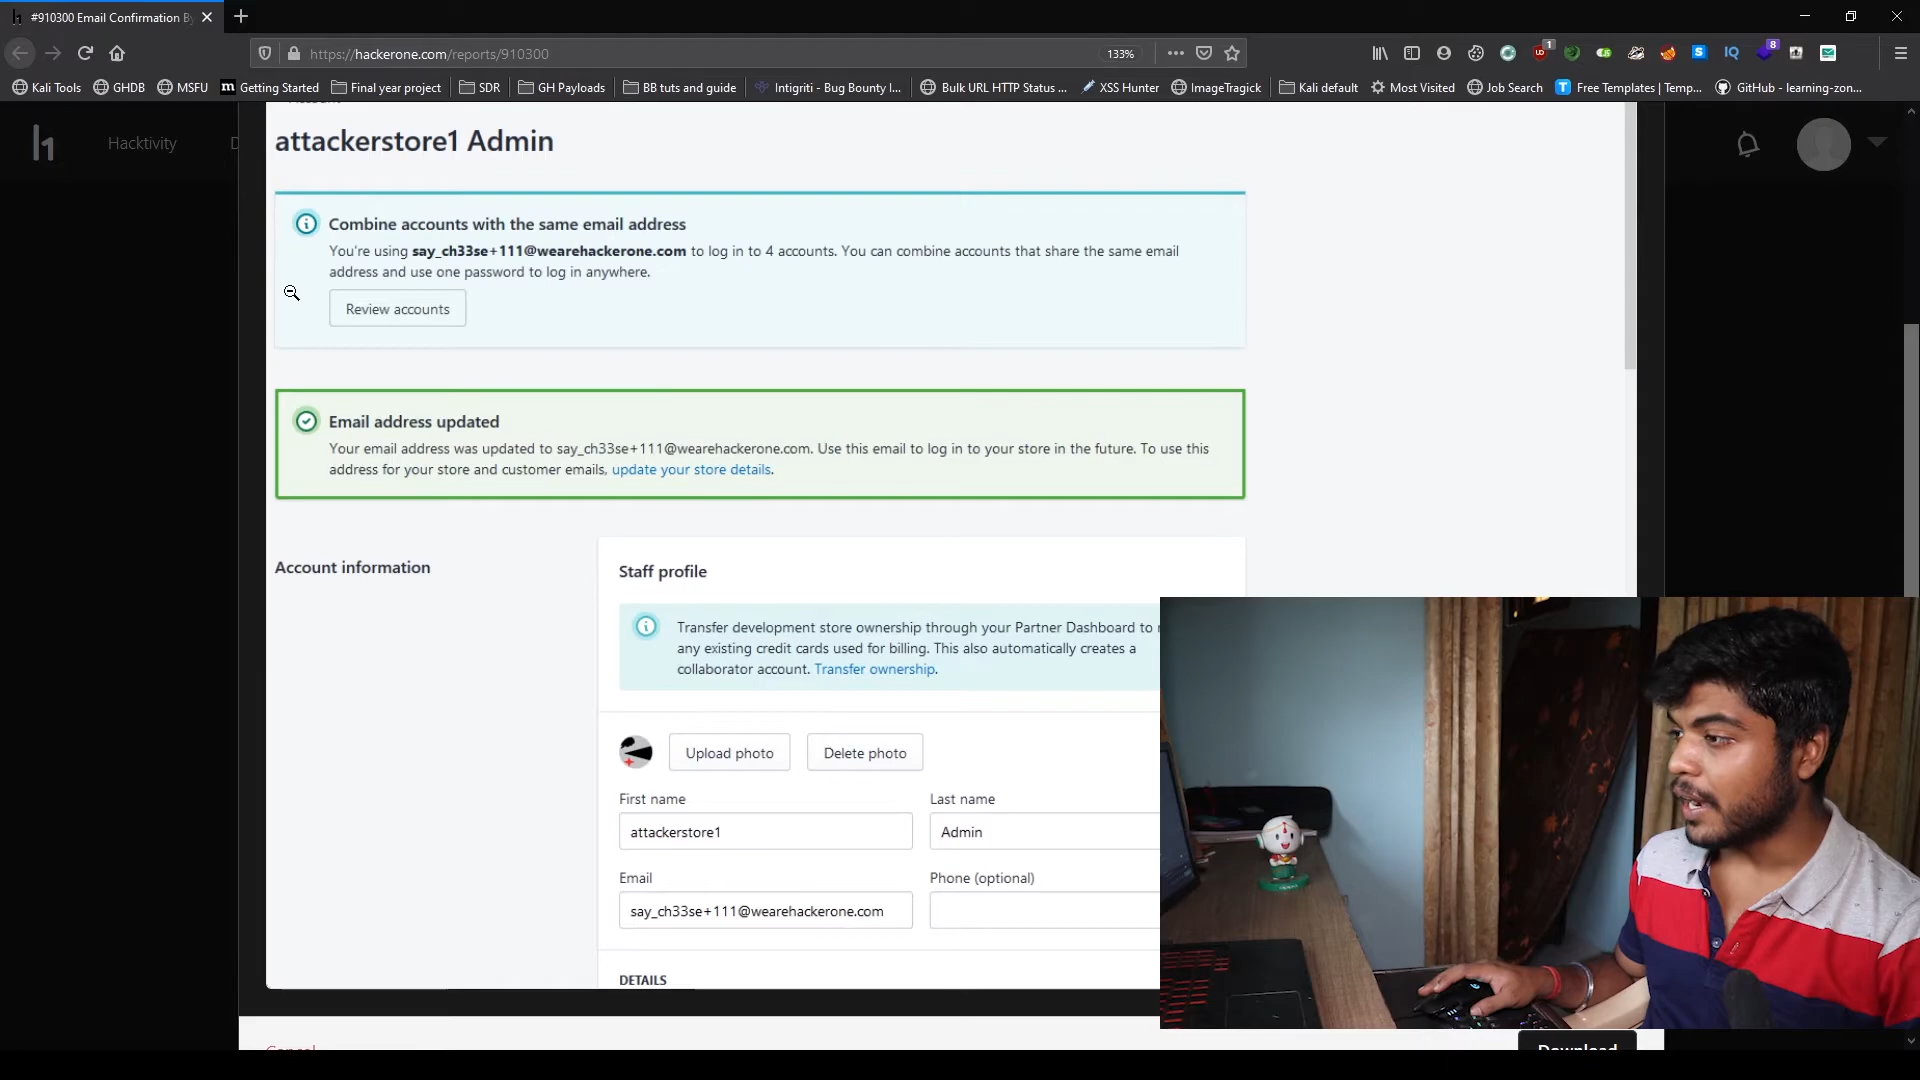 #910300 Email Confirmation By
https://hackerone.com/reports/910300
133%
1
8
Kali Tools
GHDB
MSFU
Getting Started
Final year project
SDR
GH Payloads
BB tuts and guide
Intigriti - Bug Bounty I...
Bulk URL HTTP Status ...
XSS Hunter
ImageTragick
Kali default
Most Visited
Job Search
Free Templates | Temp...
GitHub - learning-zon...
Hacktivity
D
attackerstore1 Admin
Combine accounts with the same email address
You're using say_ch33se+111@wearehackerone.com to log in to 4 accounts. You can combine accounts that share the same email
address and use one password to log in anywhere.
Review accounts
Email address updated
Your email address was updated to say_ch33se+111@wearehackerone.com. Use this email to log in to your store in the future. To use this
address for your store and customer emails, update your store details.
Account information
Staff profile
Transfer development store ownership through your Partner Dashboard to
any existing credit cards used for billing. This also automatically creates a
collaborator account. Transfer ownership.
Upload photo
Delete photo
First name
Last name
attackerstore1
Admin
Email
Phone (optional)
say_ch33se+111@wearehackerone.com
DETAILS
Cancel
Download